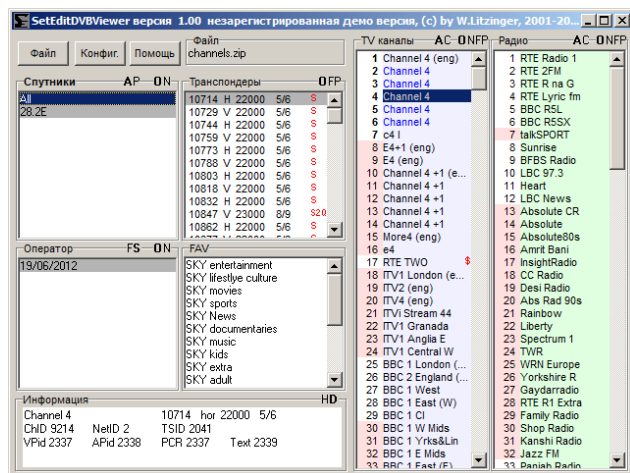 SetEditDVBViewer версия 1.00 незарегистрированная демо версия, (c) by W.Litzinger, 2001-20...
Файл
Конфиг.
Помощь
Файл
channels.zip
Спутники AP ON
All
28.2E
Транспондеры OFP
10714 H 22000 5/6 S
10729 V 22000 5/6 S
10744 H 22000 5/6 S
10759 V 22000 5/6 S
10773 H 22000 5/6 S
10788 V 22000 5/6 S
10803 H 22000 5/6 S
10818 V 22000 5/6 S
10832 H 22000 5/6 S
10847 V 23000 8/9 S20
10862 H 22000 5/6 S
10877 V 22000 5/6 S
Оператор FS ON
19/06/2012
FAV
SKY entertainment
SKY lifestlye culture
SKY movies
SKY sports
SKY News
SKY documentaries
SKY music
SKY kids
SKY extra
SKY adult
Информация HD
Channel 4 10714 hor 22000 5/6
ChID 9214 NetID 2 TSID 2041
VPid 2337 APid 2338 PCR 2337 Text 2339
TV каналы AC ONFP
1 Channel 4 (eng)
2 Channel 4
3 Channel 4
4 Channel 4
5 Channel 4
6 Channel 4
7 c4 I
8 E4+1 (eng)
9 E4 (eng)
10 Channel 4 +1 (e...
11 Channel 4 +1
12 Channel 4 +1
13 Channel 4 +1
14 Channel 4 +1
15 More4 (eng)
16 e4
17 RTE TWO $
18 ITV1 London (e...
19 ITV2 (eng)
20 ITV4 (eng)
21 ITVi Stream 44
22 ITV1 Granada
23 ITV1 Anglia E
24 ITV1 Central W
25 BBC 1 London (...
26 BBC 2 England (...
27 BBC 1 West
28 BBC 1 East (W)
29 BBC 1 CI
30 BBC 1 W Mids
31 BBC 1 Yrks&Lin
32 BBC 1 E Mids
33 BBC 1 East (E)
Радио AC ONFP
1 RTE Radio 1
2 RTE 2FM
3 RTE R na G
4 RTE Lyric fm
5 BBC R5L
6 BBC R5SX
7 talkSPORT
8 Sunrise
9 BFBS Radio
10 LBC 97.3
11 Heart
12 LBC News
13 Absolute CR
14 Absolute
15 Absolute80s
16 Amrit Bani
17 InsightRadio
18 CC Radio
19 Desi Radio
20 Abs Rad 90s
21 Rainbow
22 Liberty
23 Spectrum 1
24 TWR
25 WRN Europe
26 Yorkshire R
27 Gaydarradio
28 RTE R1 Extra
29 Family Radio
30 Shop Radio
31 Kanshi Radio
32 Jazz FM
33 Panjab Radio